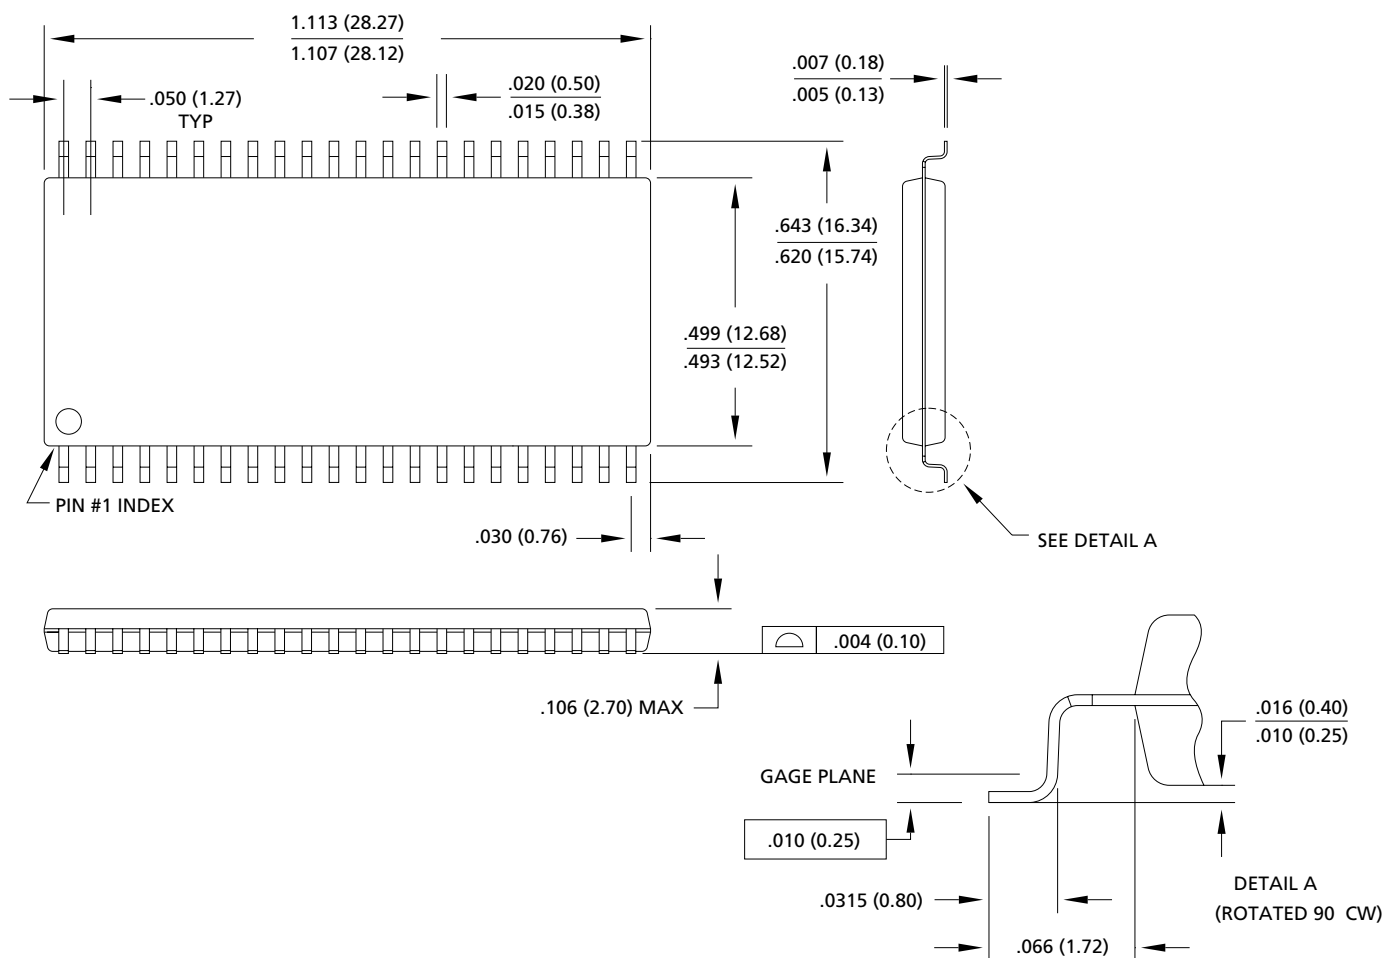 1.113 (28.27)
1.107 (28.12)
.050 (1.27)
TYP
.020 (0.50)
.015 (0.38)
.007 (0.18)
.005 (0.13)
.643 (16.34)
.620 (15.74)
.499 (12.68)
.493 (12.52)
PIN #1 INDEX
.030 (0.76)
SEE DETAIL A
.004 (0.10)
.106 (2.70) MAX
.016 (0.40)
.010 (0.25)
GAGE PLANE
.010 (0.25)
.0315 (0.80)
DETAIL A
(ROTATED 90 CW)
.066 (1.72)